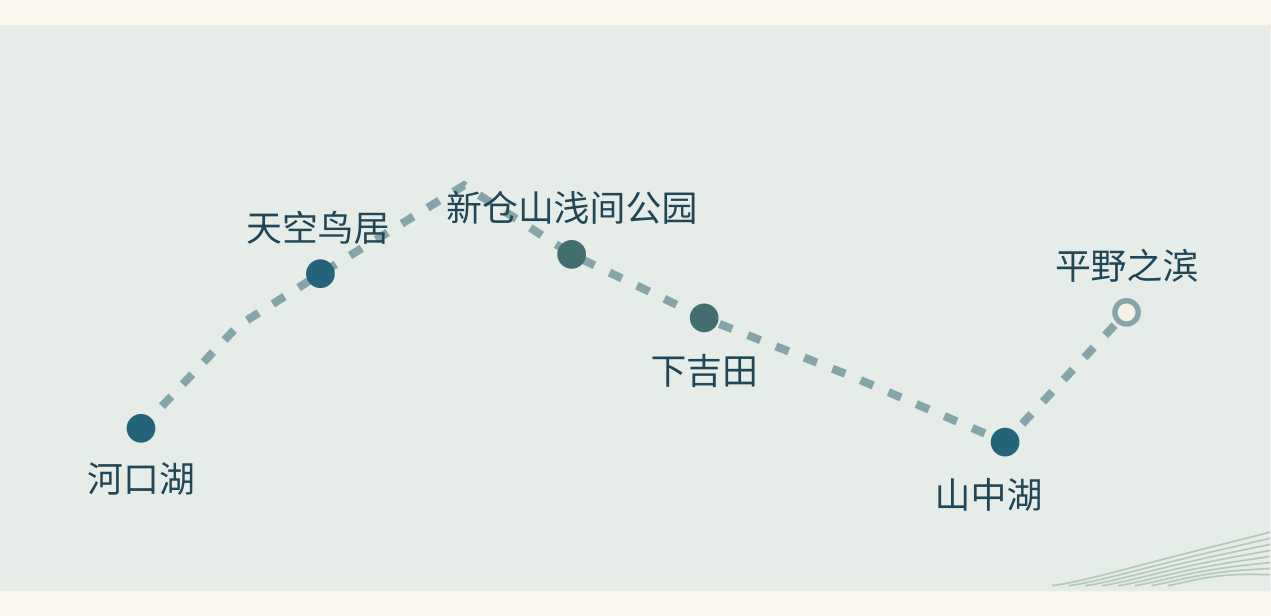 新仓山浅间公园
天空鸟居
平野之滨
下吉田
河口湖
山中湖